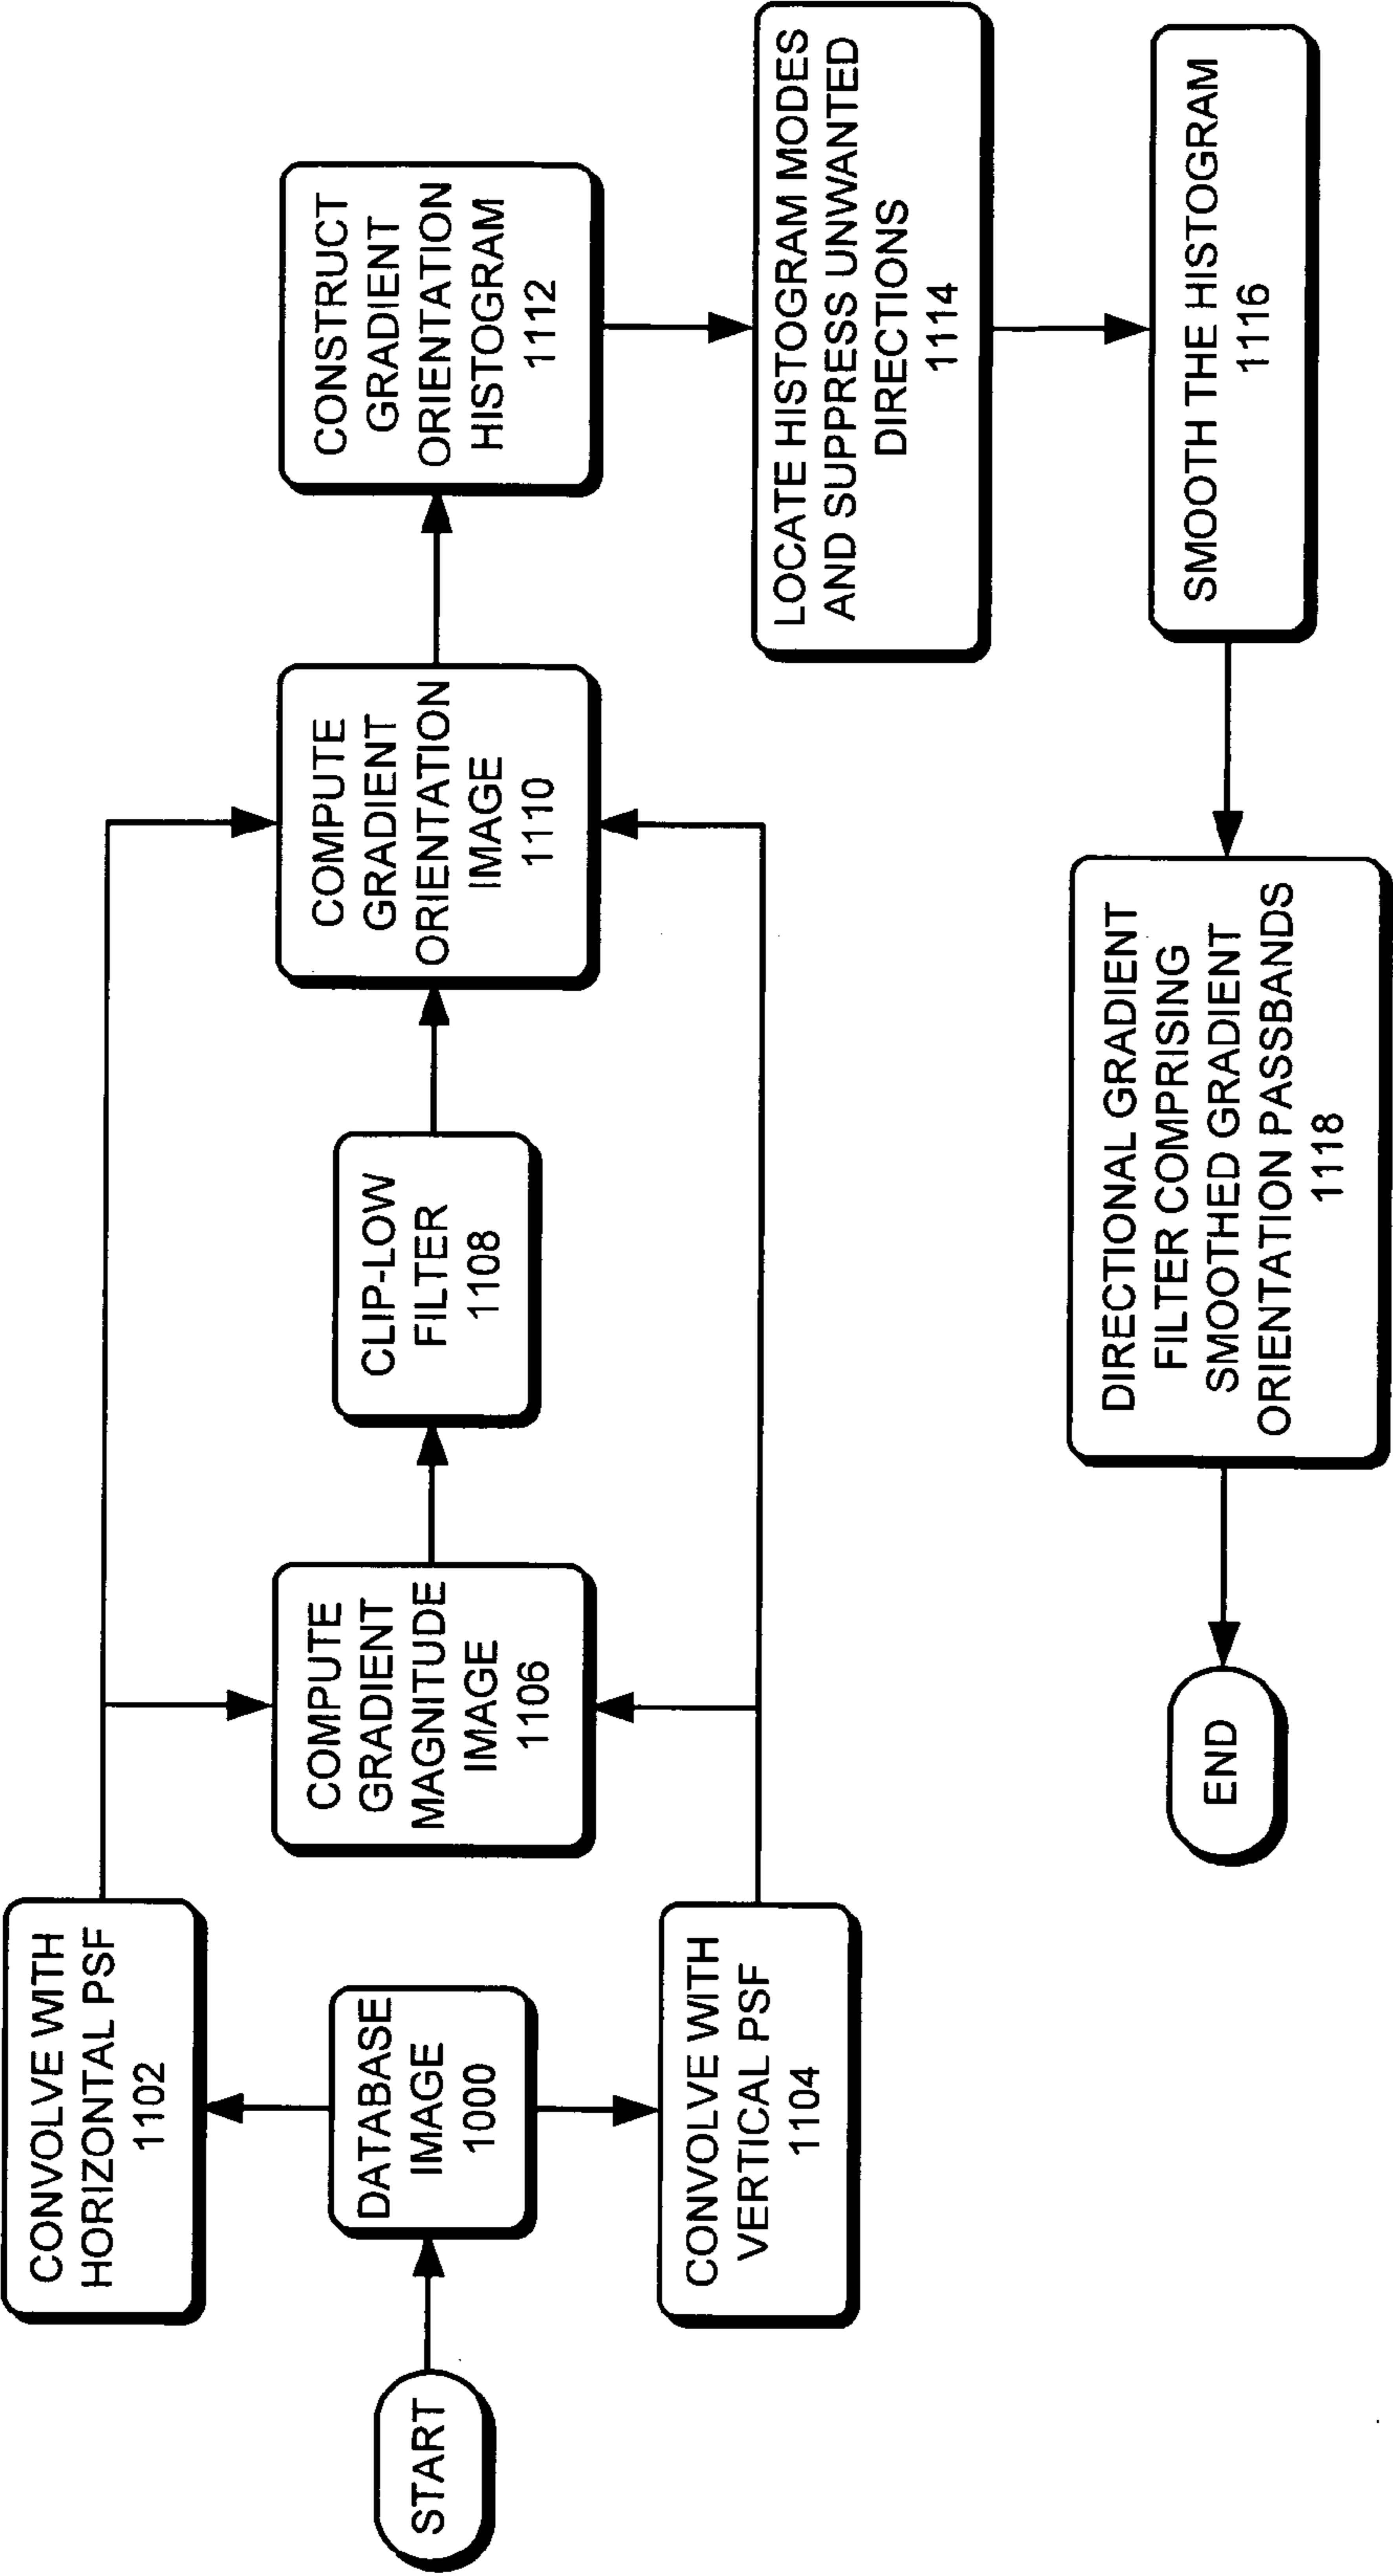 START
DATABASE
IMAGE
1000
CONVOLVE WITH
HORIZONTAL PSF
1102
CONVOLVE WITH
VERTICAL PSF
1104
COMPUTE
GRADIENT
MAGNITUDE
IMAGE
1106
CLIP-LOW
FILTER
1108
COMPUTE
GRADIENT
ORIENTATION
IMAGE
1110
CONSTRUCT
GRADIENT
ORIENTATION
HISTOGRAM
1112
LOCATE HISTOGRAM MODES
AND SUPPRESS UNWANTED
DIRECTIONS
1114
SMOOTH THE HISTOGRAM
1116
DIRECTIONAL GRADIENT
FILTER COMPRISING
SMOOTHED GRADIENT
ORIENTATION PASSBANDS
1118
END